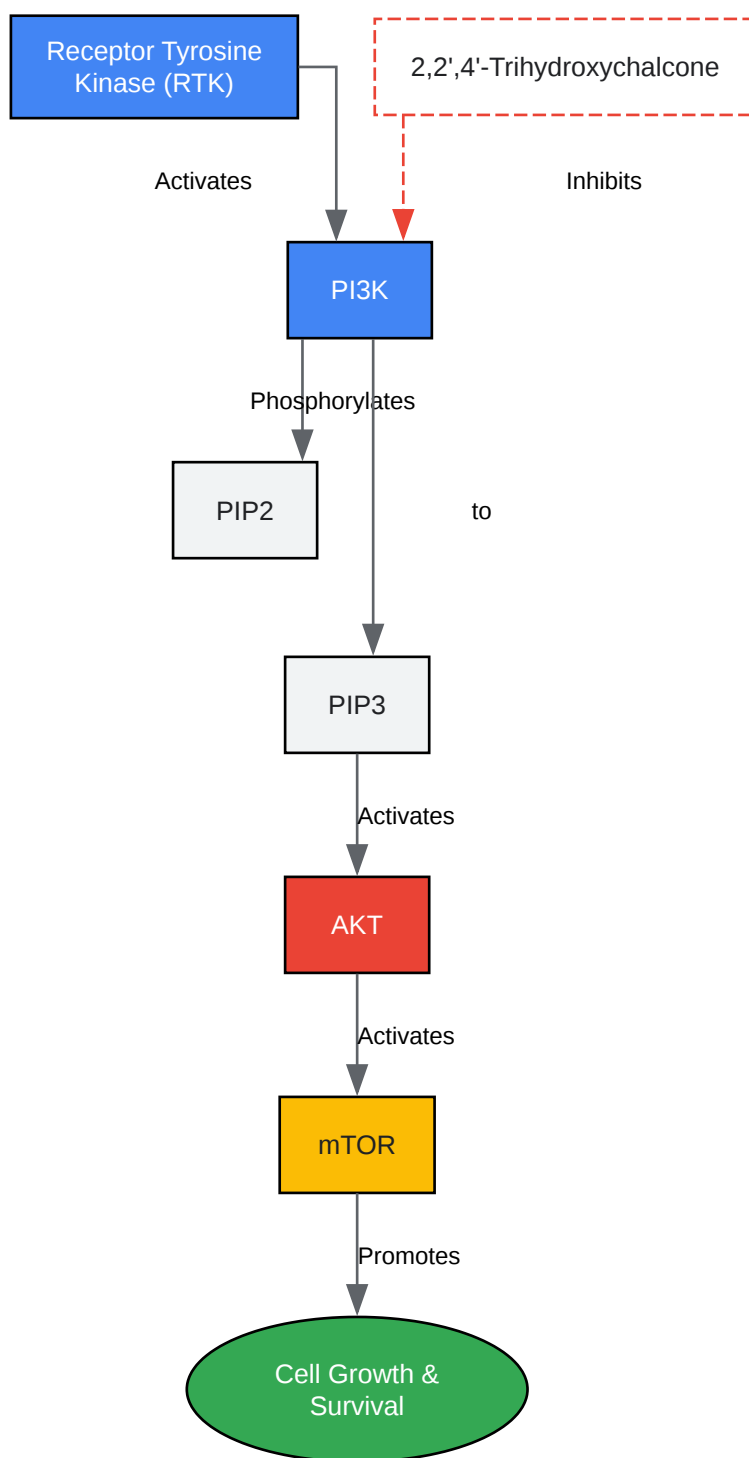 Receptor Tyrosine
Kinase (RTK)
2,2',4'-Trihydroxychalcone
Activates
Inhibits
PI3K
Phosphorylates
PIP2
to
PIP3
Activates
AKT
Activates
mTOR
Promotes
Cell Growth &
Survival